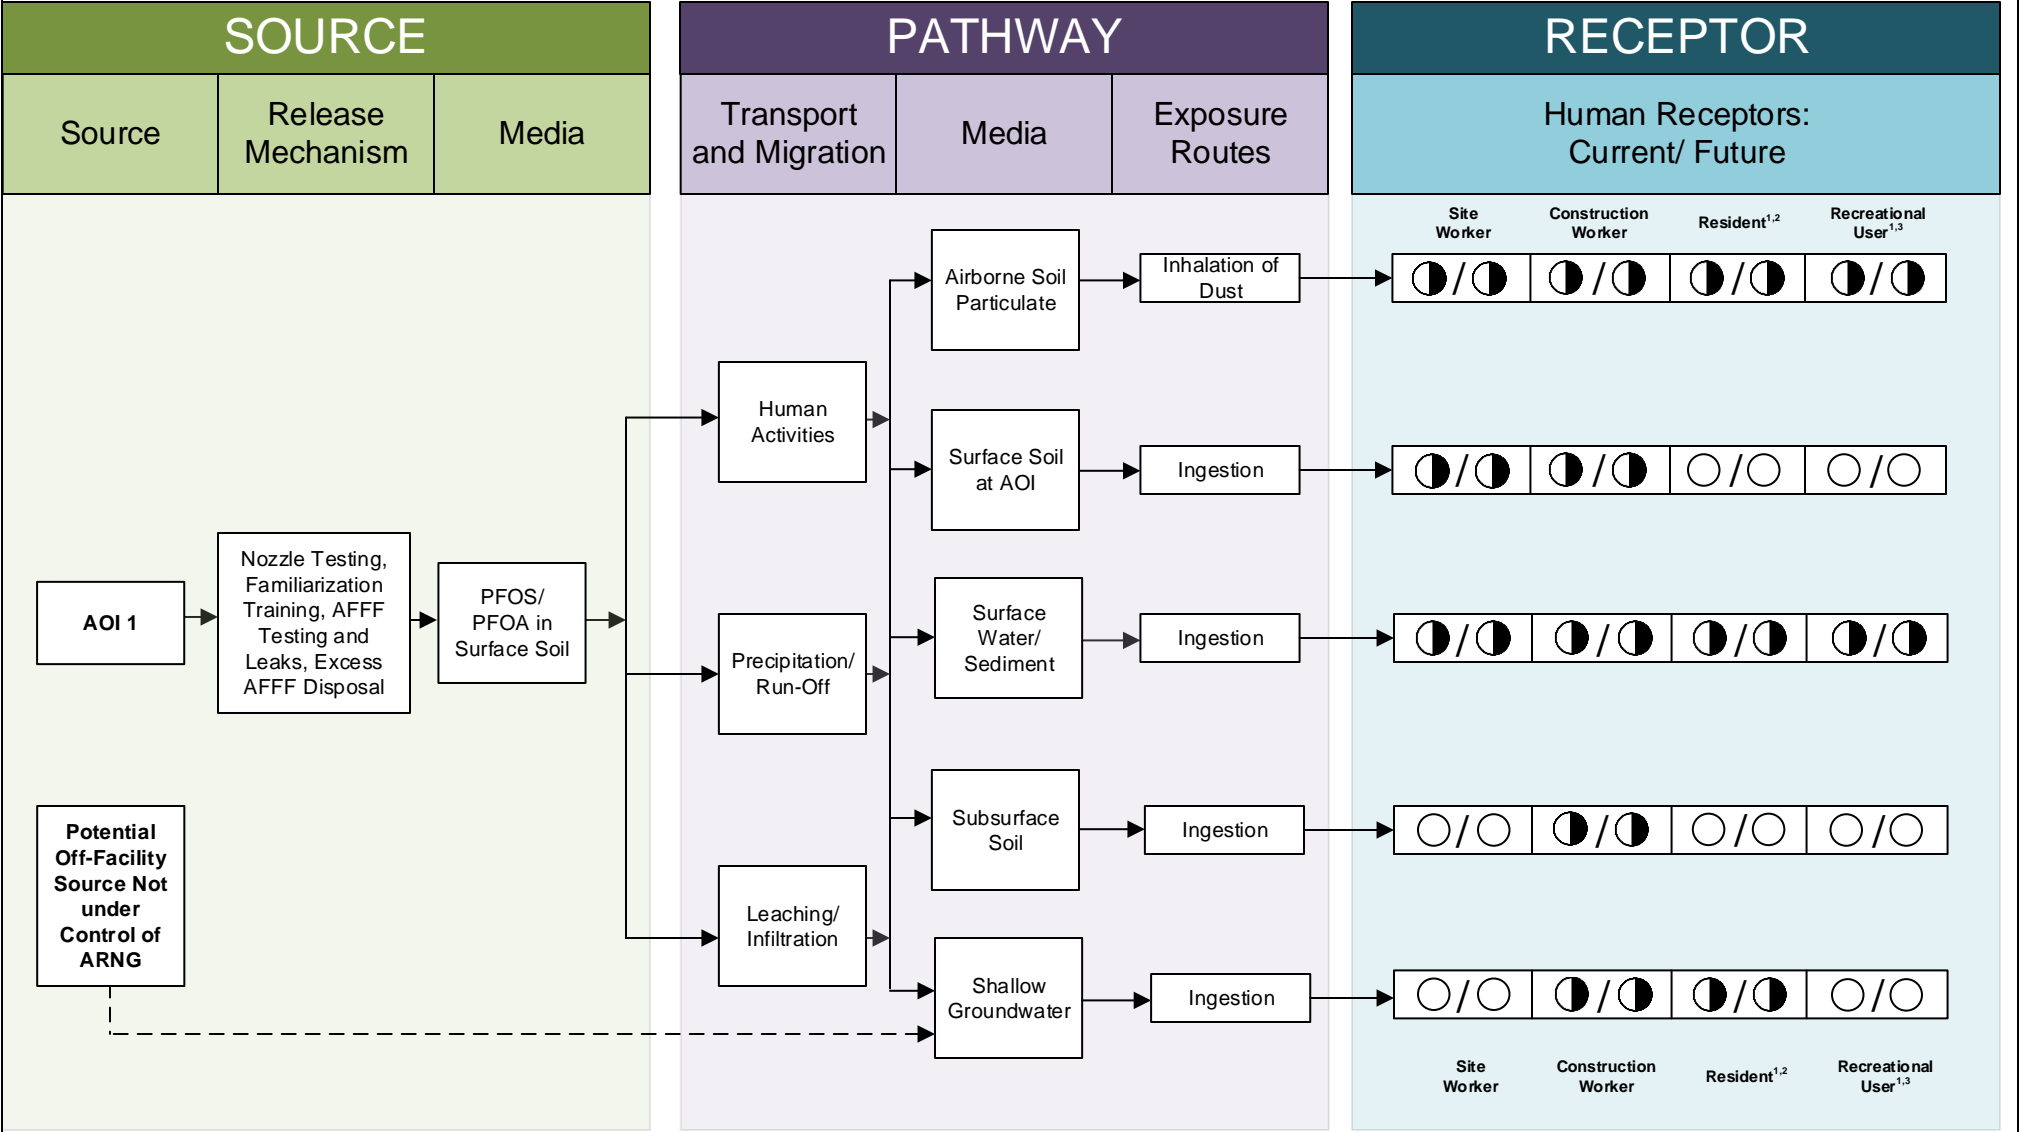 SOURCE
PATHWAY
RECEPTOR
Source
Release
Mechanism
Media
Transport
and Migration
Media
Exposure
Routes
Human Receptors:
Current/ Future
Site
Worker
Construction
Worker
Resident1,2
Recreational
User1,3
Airborne Soil
Particulate
Inhalation of
Dust
/
/
/
/
Human
Activities
Surface Soil
at AOI
Ingestion
/
/
/
/
AOI 1
Nozzle Testing,
Familiarization
Training, AFFF
Testing and
Leaks, Excess
AFFF Disposal
PFOS/
PFOA in
Surface Soil
Precipitation/
Run-Off
Surface
Water/
Sediment
Ingestion
/
/
/
/
Potential
Off-Facility
Source Not
under
Control of
ARNG
Subsurface
Soil
Ingestion
/
/
/
/
Leaching/
Infiltration
Shallow
Groundwater
Ingestion
/
/
/
/
Site
Worker
Construction
Worker
Resident1,2
Recreational
User1,3